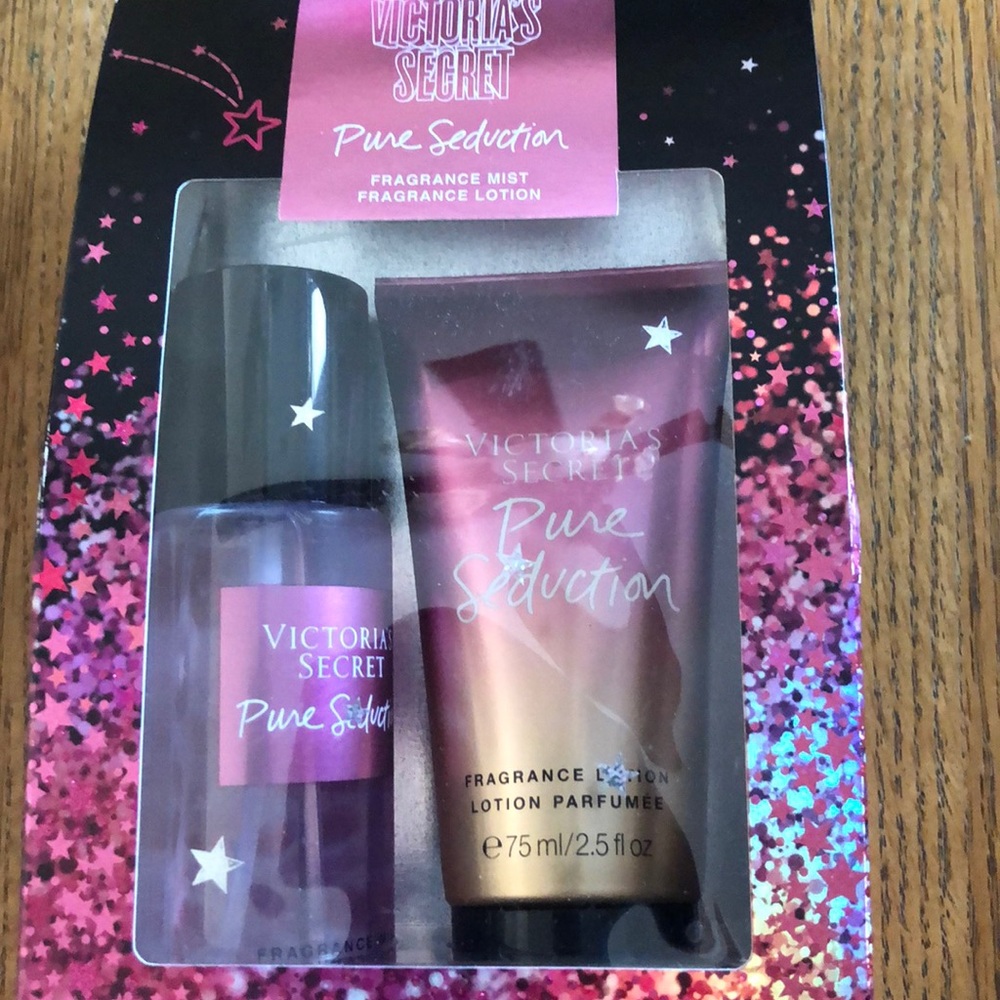 VICTORIA'S
SECRET
Pure Seduction
FRAGRANCE MIST
FRAGRANCE LOTION
VICTORIA'S
SECRET
Pure Seduct
FRAGRANCE
VICTORIA'S
SECRET
Pure
Seduction
FRAGRANCE LOTION
LOTION PARFUMÉE
℮75 ml/2.5 fl oz